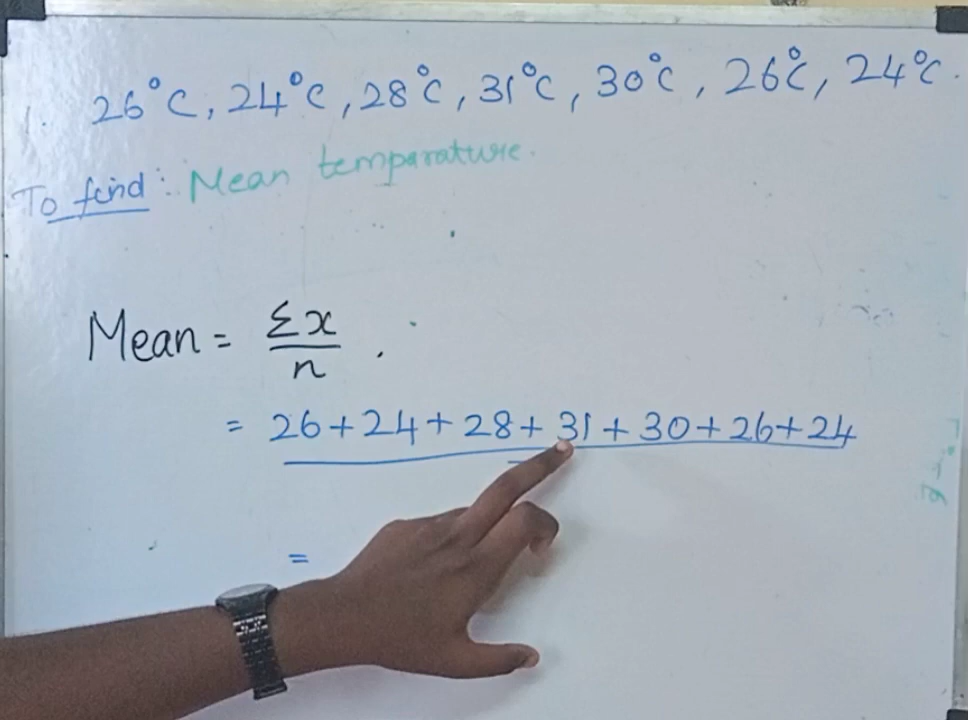 1. 26°C, 24°C, 28°C, 31°C, 30°C, 26°C, 24°C.
To find: Mean temparature.
Mean = Σx/n.
= 26+24+28+31+30+26+24
=